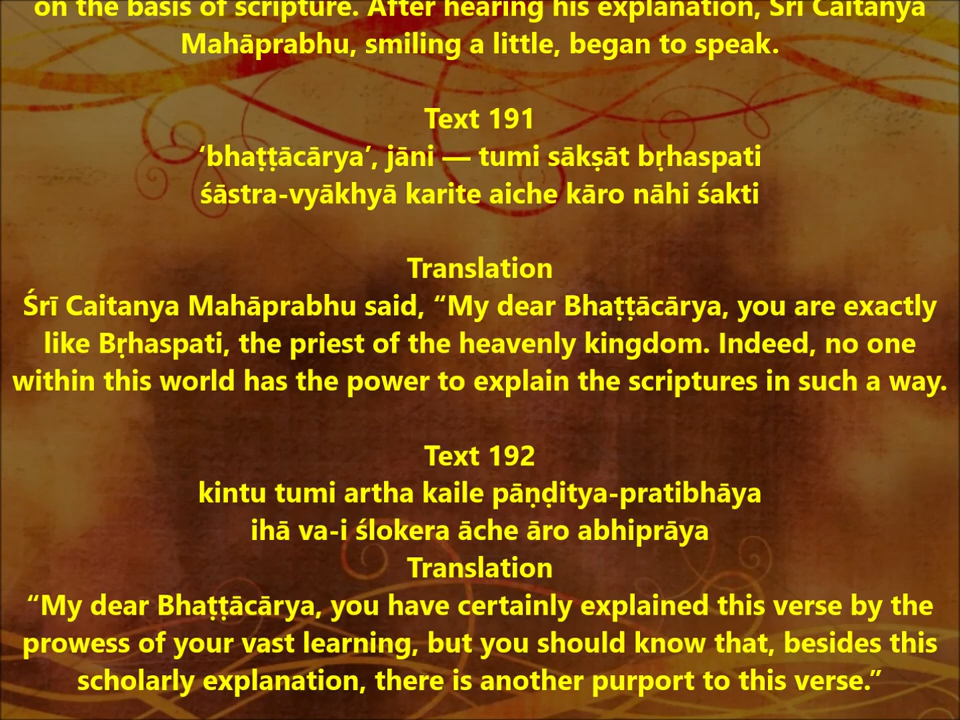 on the basis of scripture. After hearing his explanation, Śrī Caitanya
Mahāprabhu, smiling a little, began to speak.
Text 191
‘bhaṭṭācārya’, jāni — tumi sākṣāt bṛhaspati
śāstra-vyākhyā karite aiche kāro nāhi śakti
Translation
Śrī Caitanya Mahāprabhu said, “My dear Bhaṭṭācārya, you are exactly
like Bṛhaspati, the priest of the heavenly kingdom. Indeed, no one
within this world has the power to explain the scriptures in such a way.
Text 192
kintu tumi artha kaile pāṇḍitya-pratibhāya
ihā va-i ślokera āche āro abhiprāya
Translation
“My dear Bhaṭṭācārya, you have certainly explained this verse by the
prowess of your vast learning, but you should know that, besides this
scholarly explanation, there is another purport to this verse.”